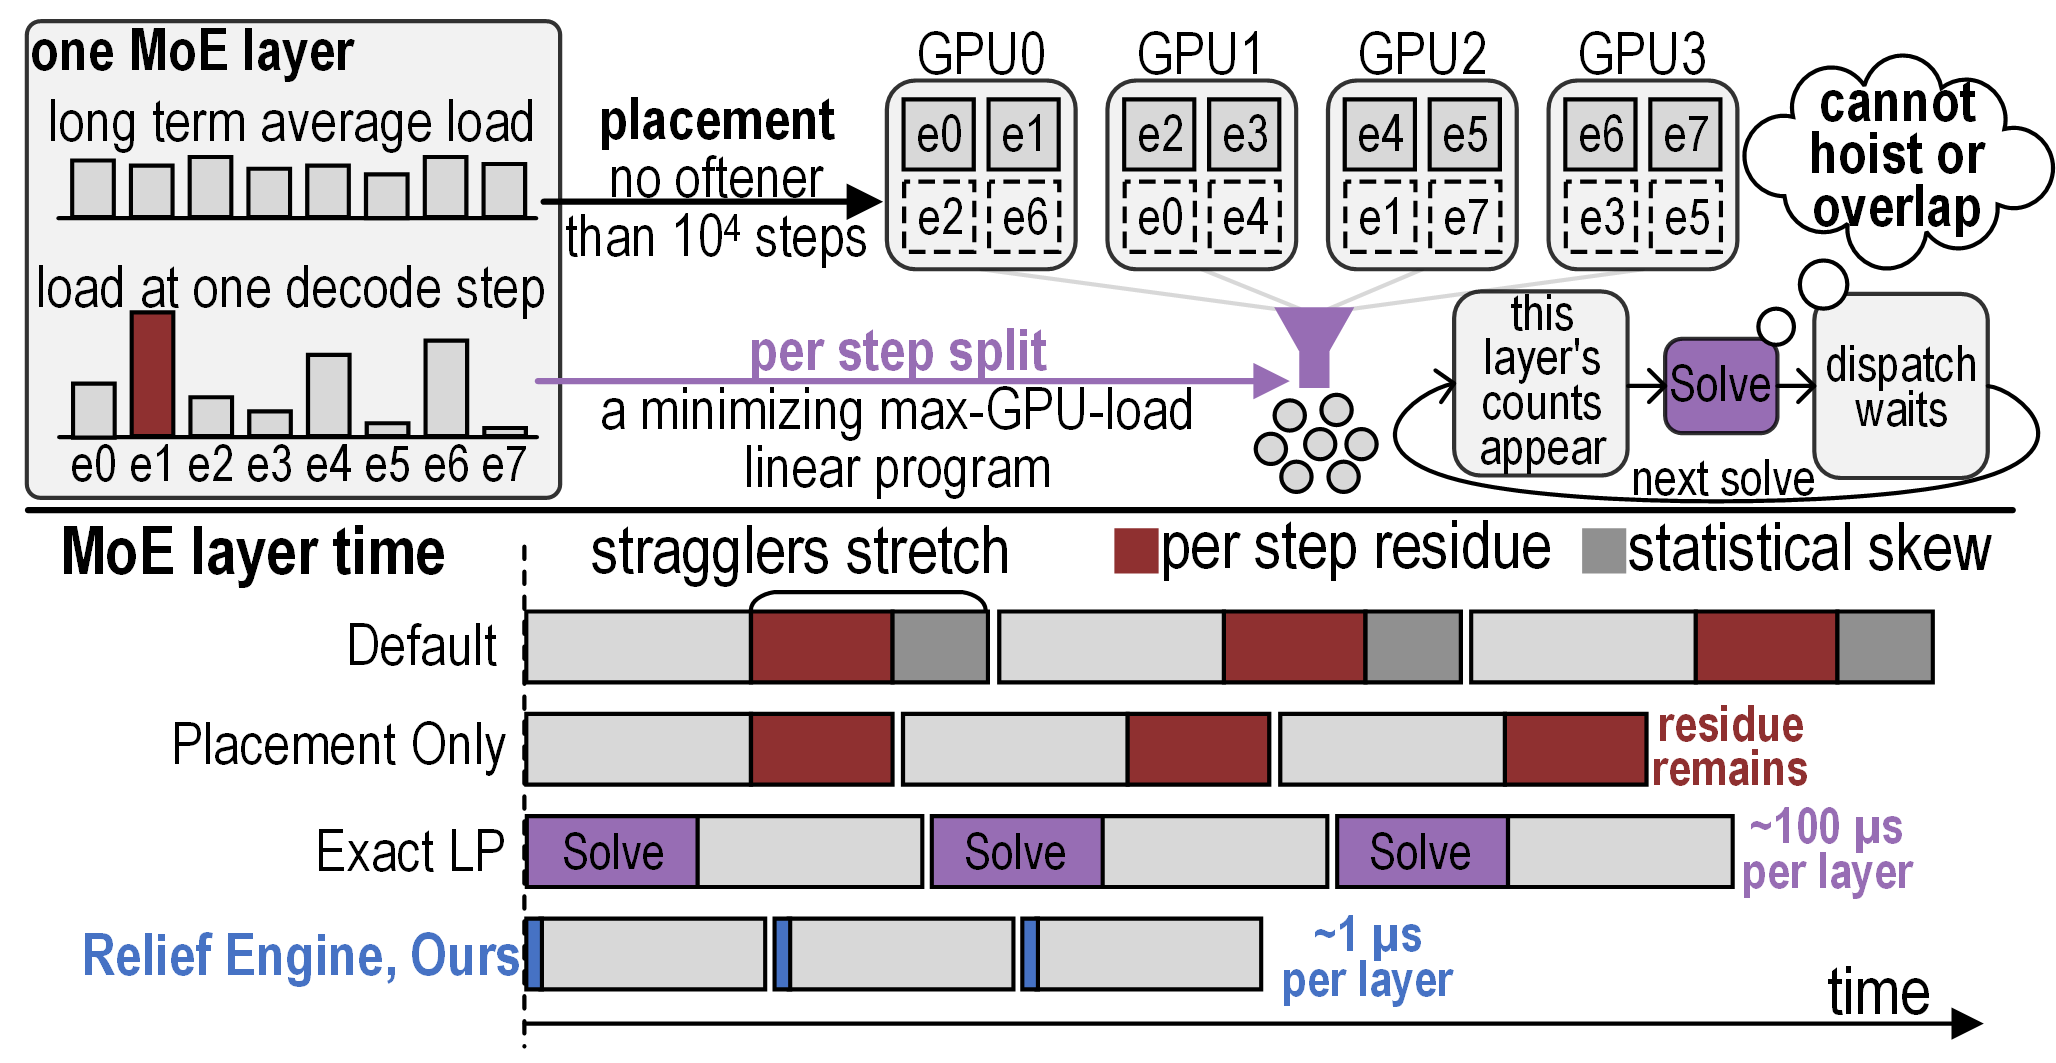 one MoE layer
long term average load
load at one decode step
e0 e1 e2 e3 e4 e5 e6 e7
placement
no oftener
than 10⁴ steps
per step split
a minimizing max-GPU-load
linear program
GPU0 GPU1 GPU2 GPU3
e0 e1 e2 e3 e4 e5 e6 e7
e2 e6 e0 e4 e1 e7 e3 e5
cannot
hoist or
overlap
this
layer's
counts
appear
Solve
dispatch
waits
next solve
MoE layer time
stragglers stretch
per step residue
statistical skew
Default
Placement Only
residue
remains
Exact LP
Solve Solve Solve
~100 µs
per layer
Relief Engine, Ours
~1 µs
per layer
time